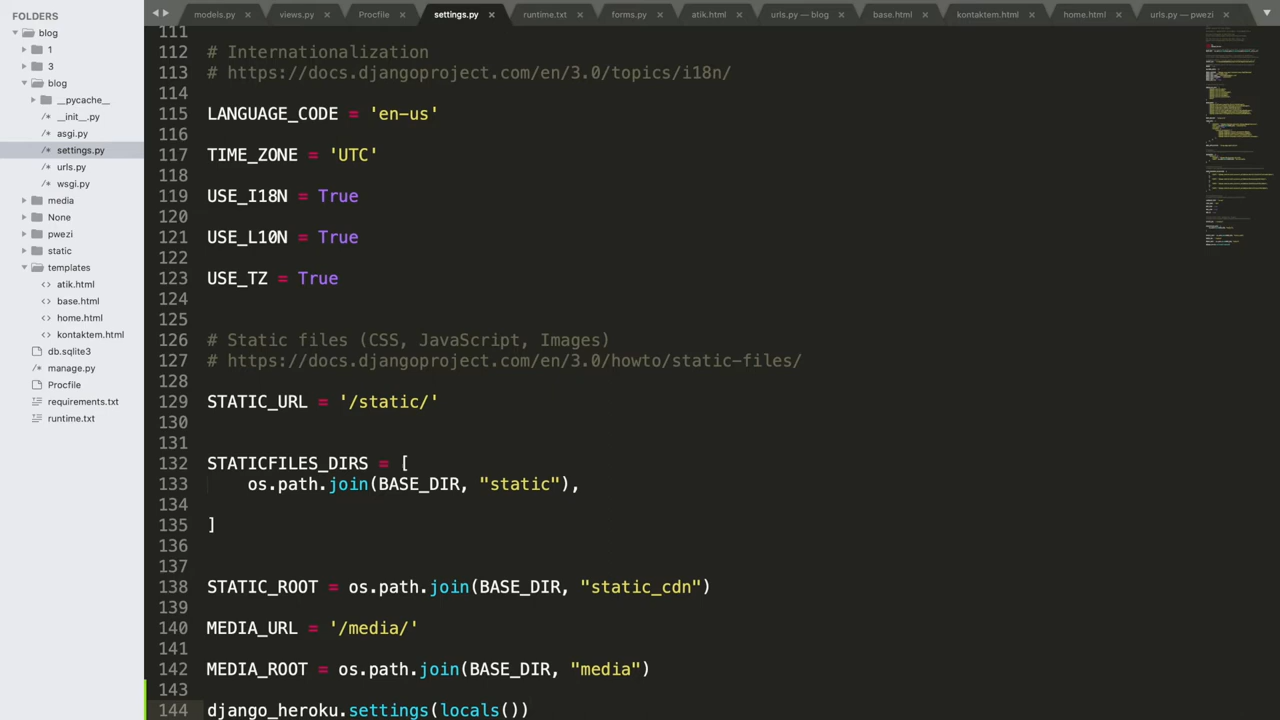 FOLDERS
blog
1
3
blog
__pycache__
__init__.py
asgi.py
settings.py
urls.py
wsgi.py
media
None
pwezi
static
templates
atik.html
base.html
home.html
kontaktem.html
db.sqlite3
manage.py
Procfile
requirements.txt
runtime.txt
models.py views.py Procfile settings.py runtime.txt forms.py atik.html urls.py — blog base.html kontaktem.html home.html urls.py — pwezi
111
112 # Internationalization
113 # https://docs.djangoproject.com/en/3.0/topics/i18n/
114
115 LANGUAGE_CODE = 'en-us'
116
117 TIME_ZONE = 'UTC'
118
119 USE_I18N = True
120
121 USE_L10N = True
122
123 USE_TZ = True
124
125
126 # Static files (CSS, JavaScript, Images)
127 # https://docs.djangoproject.com/en/3.0/howto/static-files/
128
129 STATIC_URL = '/static/'
130
131
132 STATICFILES_DIRS = [
133 os.path.join(BASE_DIR, "static"),
134
135 ]
136
137
138 STATIC_ROOT = os.path.join(BASE_DIR, "static_cdn")
139
140 MEDIA_URL = '/media/'
141
142 MEDIA_ROOT = os.path.join(BASE_DIR, "media")
143
144 django_heroku.settings(locals())